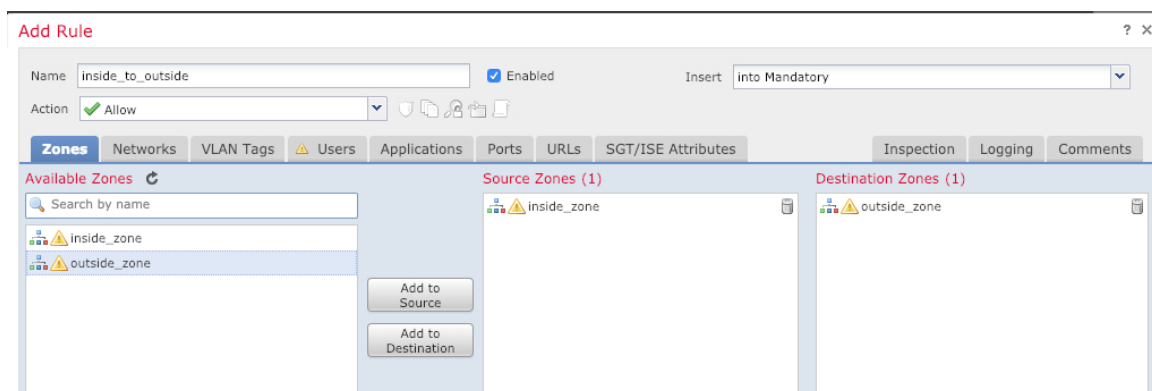 Add Rule ? ×
Name inside_to_outside Enabled Insert into Mandatory
Action Allow
Zones Networks VLAN Tags Users Applications Ports URLs SGT/ISE Attributes Inspection Logging Comments
Available Zones Source Zones (1) Destination Zones (1)
Search by name inside_zone outside_zone
inside_zone
outside_zone
Add to
Source
Add to
Destination